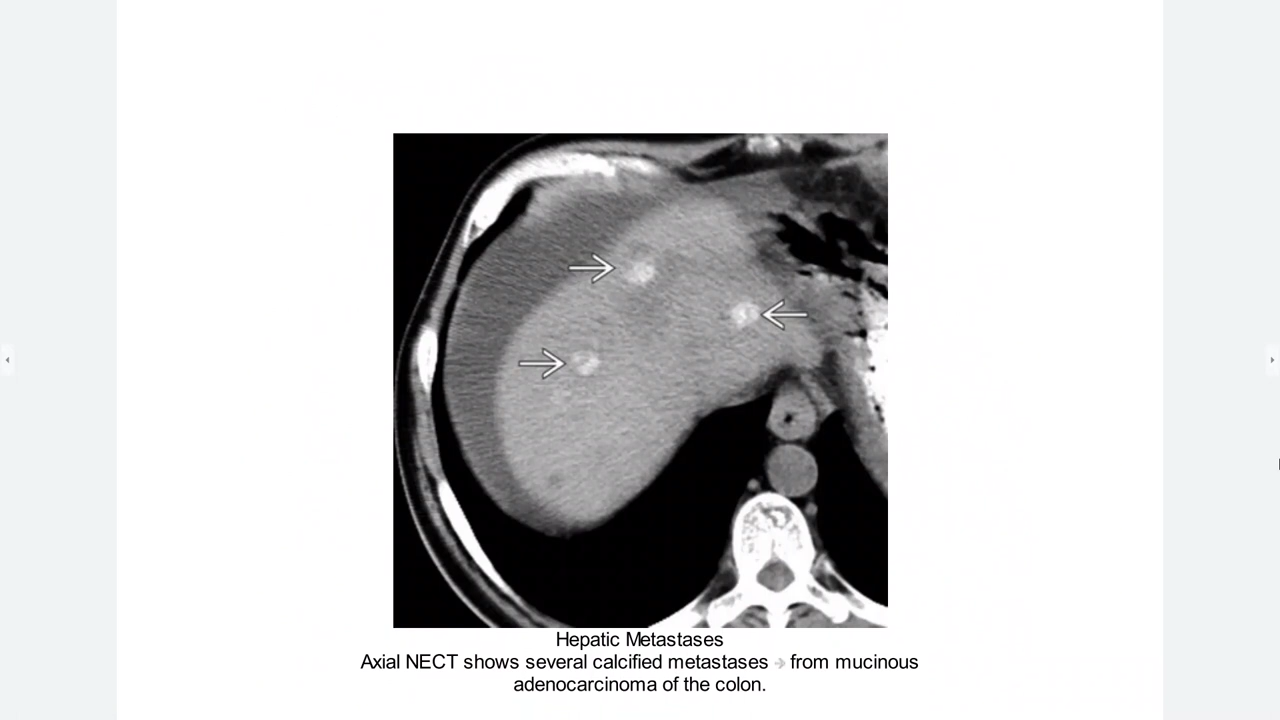 Hepatic Metastases
Axial NECT shows several calcified metastases → from mucinous
adenocarcinoma of the colon.